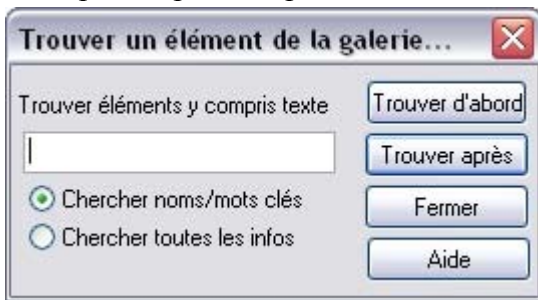 Trouver un élément de la galerie...
Trouver éléments y compris texte
Trouver d'abord
Trouver après
Chercher noms/mots clés
Fermer
Chercher toutes les infos
Aide